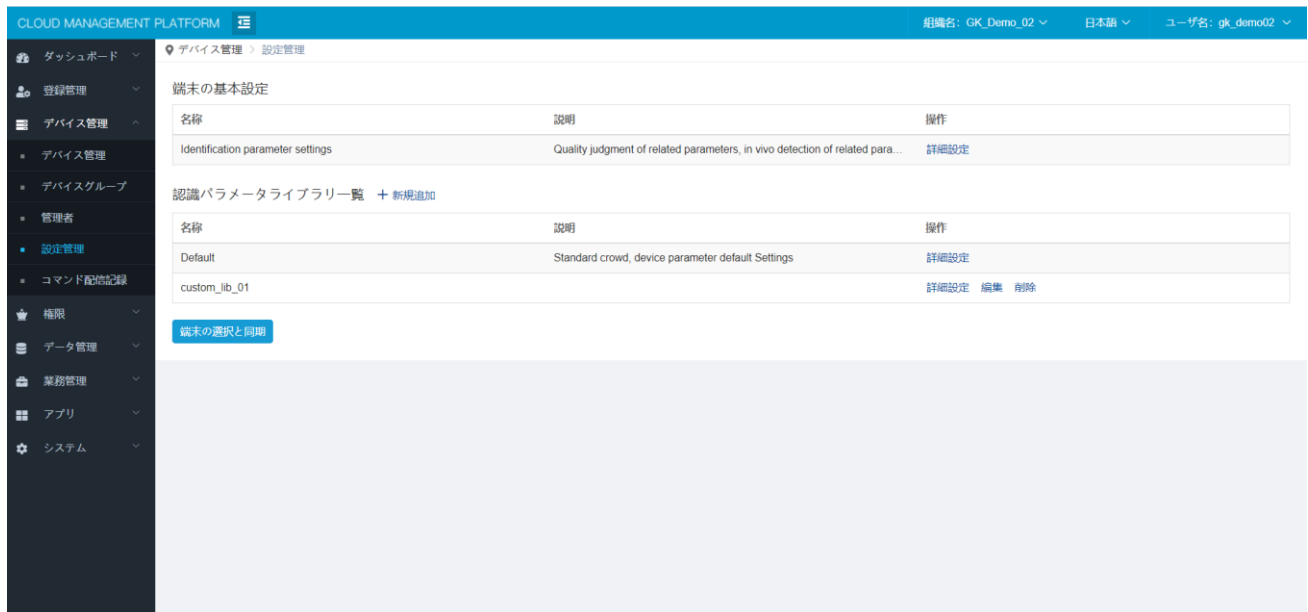 CLOUD MANAGEMENT PLATFORM 組織名: GK_Demo_02 日本語 ユーザ名: gk_demo02
ダッシュボード
登録管理
デバイス管理
デバイス管理
デバイスグループ
管理者
設定管理
コマンド配信記録
権限
データ管理
業務管理
アプリ
システム
デバイス管理 > 設定管理
端末の基本設定
名称 説明 操作
Identification parameter settings Quality judgment of related parameters, in vivo detection of related para... 詳細設定
認識パラメータライブラリ一覧 + 新規追加
名称 説明 操作
Default Standard crowd, device parameter default Settings 詳細設定
custom_lib_01 詳細設定 編集 削除
端末の選択と同期